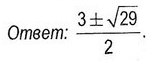 Ответ: (3 ± √29)/2.